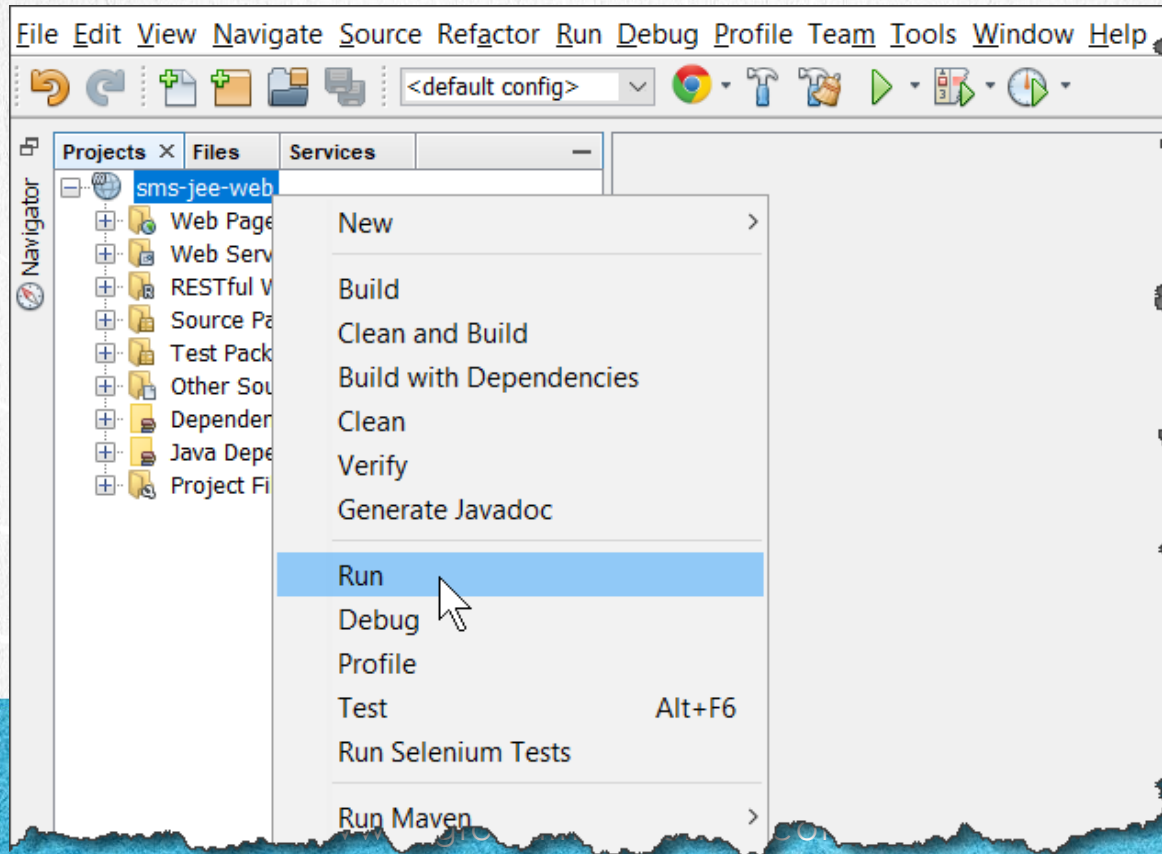 File Edit View Navigate Source Refactor Run Debug Profile Team Tools Window Help
<default config>
Projects Files Services
Navigator
sms-jee-web
Web Page
Web Serv
RESTful
Source Pa
Test Pack
Other Sou
Dependen
Java Depe
Project Fi
New
Build
Clean and Build
Build with Dependencies
Clean
Verify
Generate Javadoc
Run
Debug
Profile
Test Alt+F6
Run Selenium Tests
Run Maven